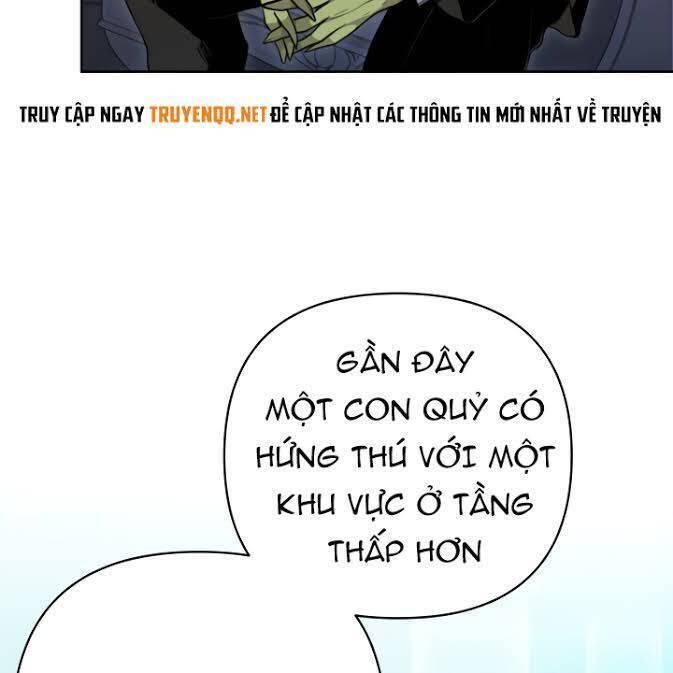 TRUY CẬP NGAY TRUYENQQ.NET ĐỂ CẬP NHẬT CÁC THÔNG TIN MỚI NHẤT VỀ TRUYỆN
GẦN ĐÂY
MỘT CON QUỶ CÓ
HỨNG THÚ VỚI MỘT
KHU VỰC Ở TẦNG
THẤP HƠN